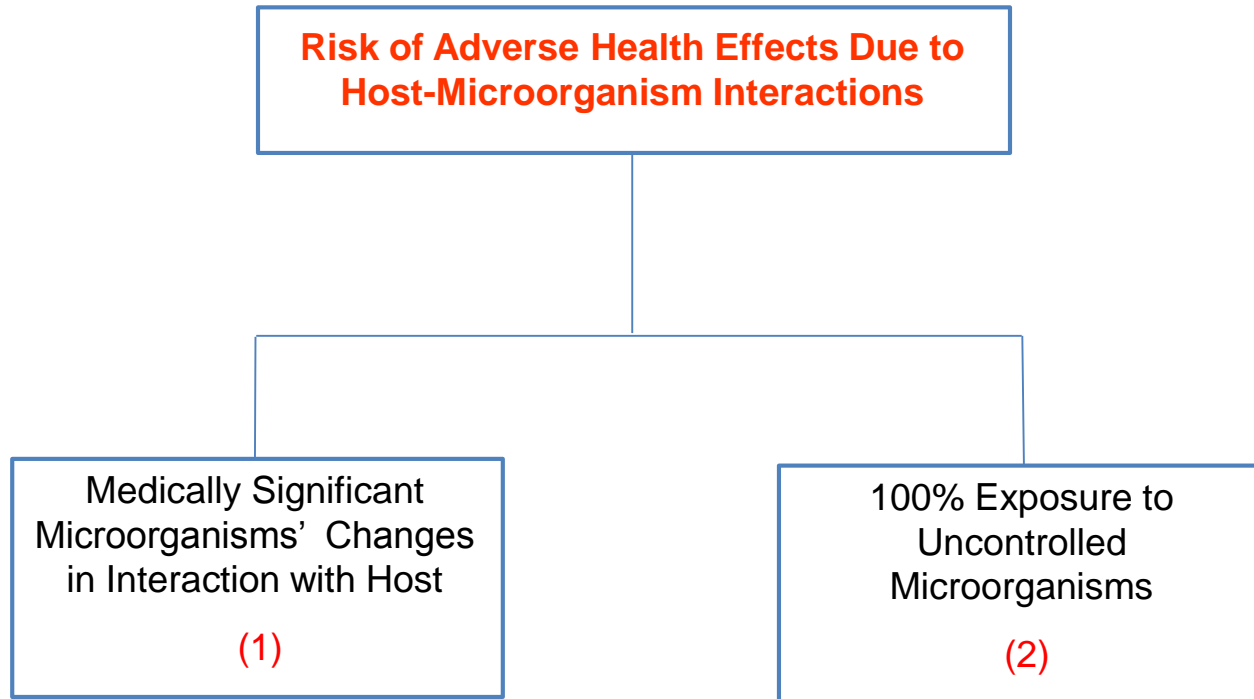 Risk of Adverse Health Effects Due to
Host-Microorganism Interactions
Medically Significant
Microorganisms’ Changes
in Interaction with Host
(1)
100% Exposure to
Uncontrolled
Microorganisms
(2)